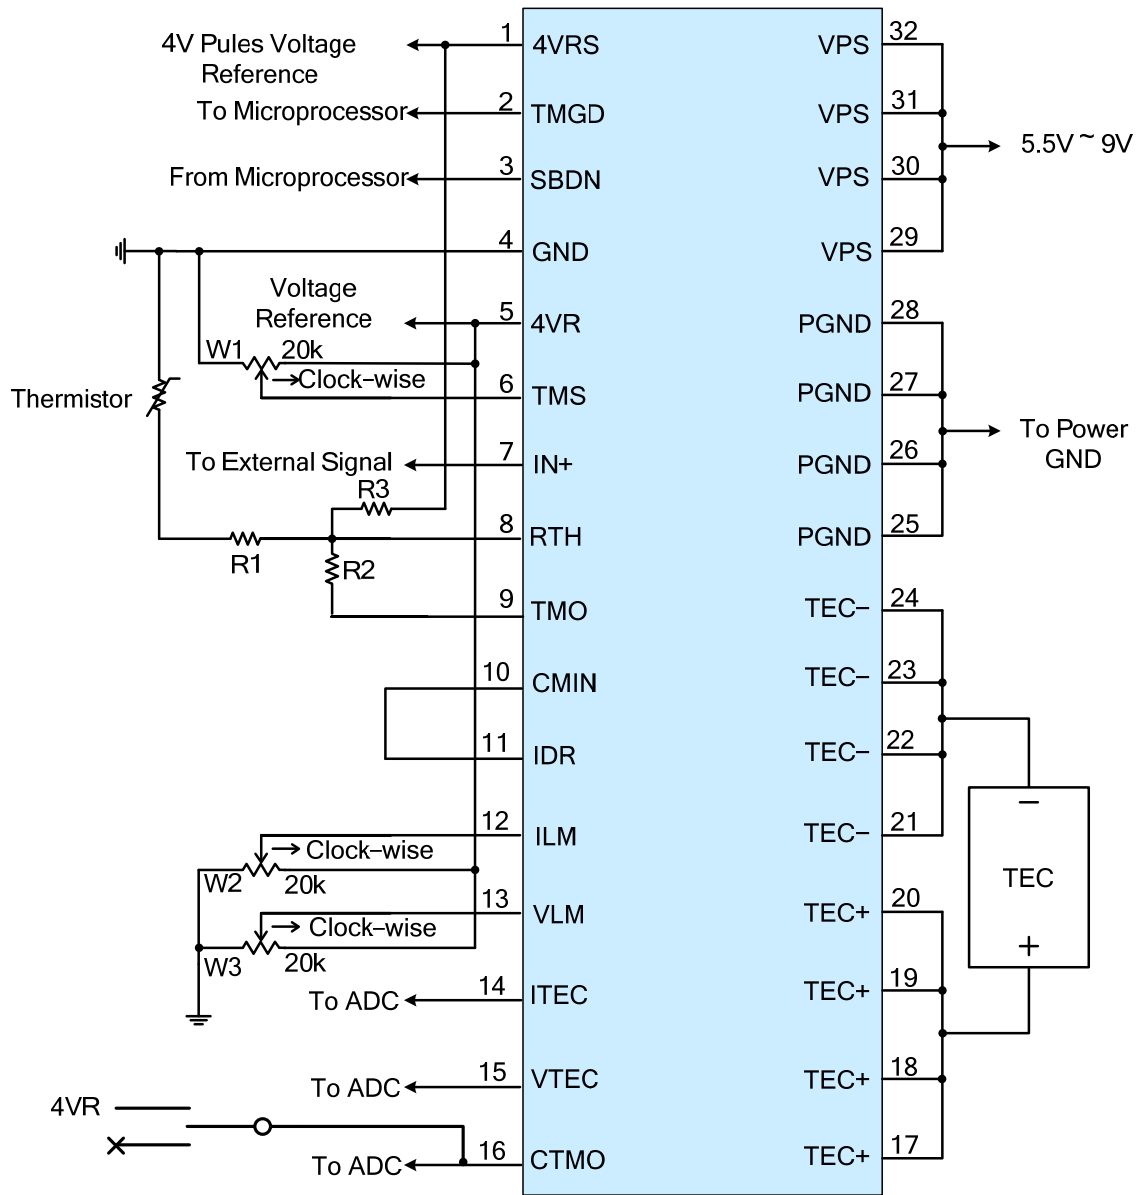 4V Pules Voltage
Reference
1
4VRS
VPS
32
To Microprocessor
2
TMGD
VPS
31
5.5V ~ 9V
From Microprocessor
3
SBDN
VPS
30
4
GND
VPS
29
Voltage
Reference
5
4VR
PGND
28
W1
20k
Clock-wise
6
TMS
PGND
27
Thermistor
To Power
GND
To External Signal
7
IN+
PGND
26
R3
8
RTH
PGND
25
R1
R2
9
TMO
TEC-
24
10
CMIN
TEC-
23
11
IDR
TEC-
22
12
ILM
TEC-
21
Clock-wise
W2
20k
-
TEC
+
13
VLM
TEC+
20
Clock-wise
W3
20k
To ADC
14
ITEC
TEC+
19
To ADC
15
VTEC
TEC+
18
4VR
To ADC
16
CTMO
TEC+
17